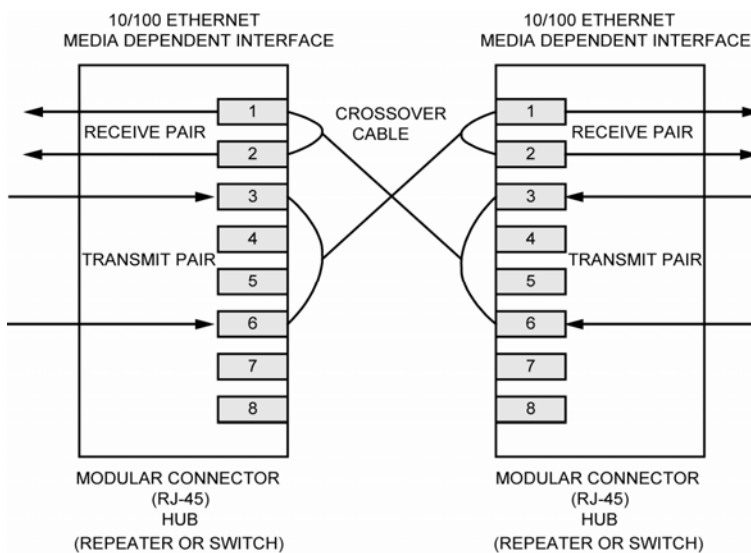 10/100 ETHERNET
MEDIA DEPENDENT INTERFACE
10/100 ETHERNET
MEDIA DEPENDENT INTERFACE
1
RECEIVE PAIR
2
3
4
TRANSMIT PAIR
5
6
7
8
CROSSOVER
CABLE
1
RECEIVE PAIR
2
3
4
TRANSMIT PAIR
5
6
7
8
MODULAR CONNECTOR
(RJ-45)
HUB
(REPEATER OR SWITCH)
MODULAR CONNECTOR
(RJ-45)
HUB
(REPEATER OR SWITCH)